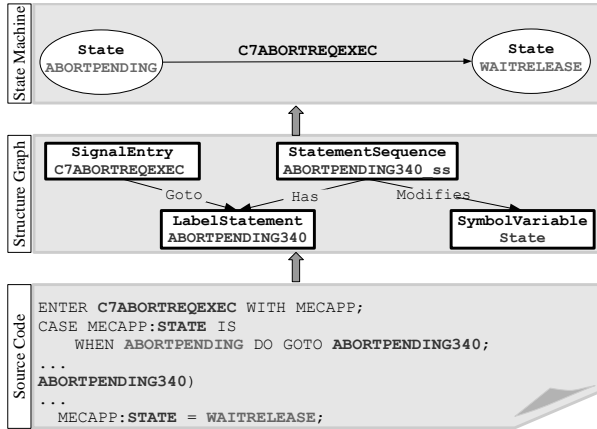 State Machine
State
ABORTPENDING
C7ABORTREQEXEC
State
WAITRELEASE
Structure Graph
SignalEntry
C7ABORTREQEXEC
StatementSequence
ABORTPENDING340_ss
Goto
Has
Modifies
LabelStatement
ABORTPENDING340
SymbolVariable
State
Source Code
ENTER C7ABORTREQEXEC WITH MECAPP;
CASE MECAPP:STATE IS
WHEN ABORTPENDING DO GOTO ABORTPENDING340;
...
ABORTPENDING340)
...
MECAPP:STATE = WAITRELEASE;